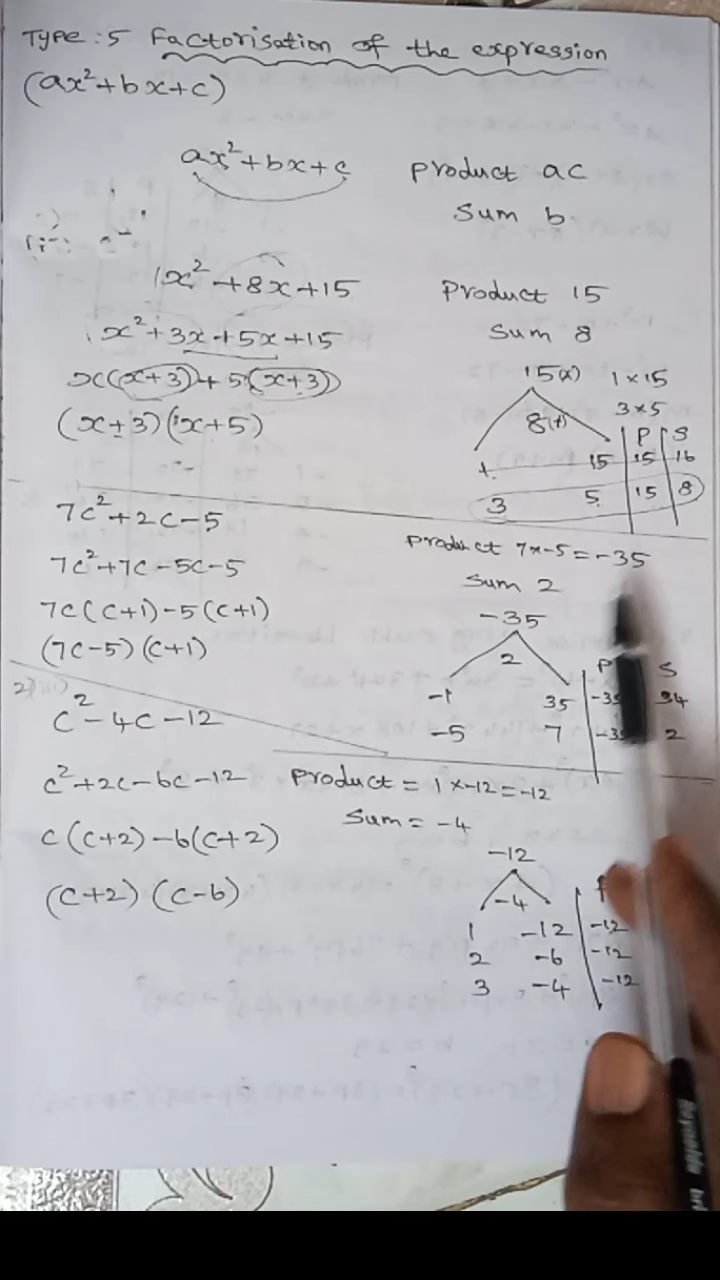 Type: 5 Factorisation of the expression
(ax²+bx+c)
ax²+bx+c product ac
Sum b
1x²+8x+15 Product 15
x²+3x+5x+15 Sum 8
x(x+3)+5(x+3) 15(x) 1×15
3×5
(x+3)(x+5) 8(+) P S
1 15 15 16
3 5 15 8
7c²+2c-5
product 7×-5=-35
7c²+7c-5c-5 Sum 2
7c(c+1)-5(c+1) -35
(7c-5)(c+1) 2 P S
2)(iii) -1 35 -35 34
c²-4c-12 -5 7 -35 2
c²+2c-6c-12 Product = 1×-12=-12
c(c+2)-6(c+2) Sum = -4
-12
(c+2)(c-6) -4
1 -12 -12
2 -6 -12
3 -4 -12
Reynolds